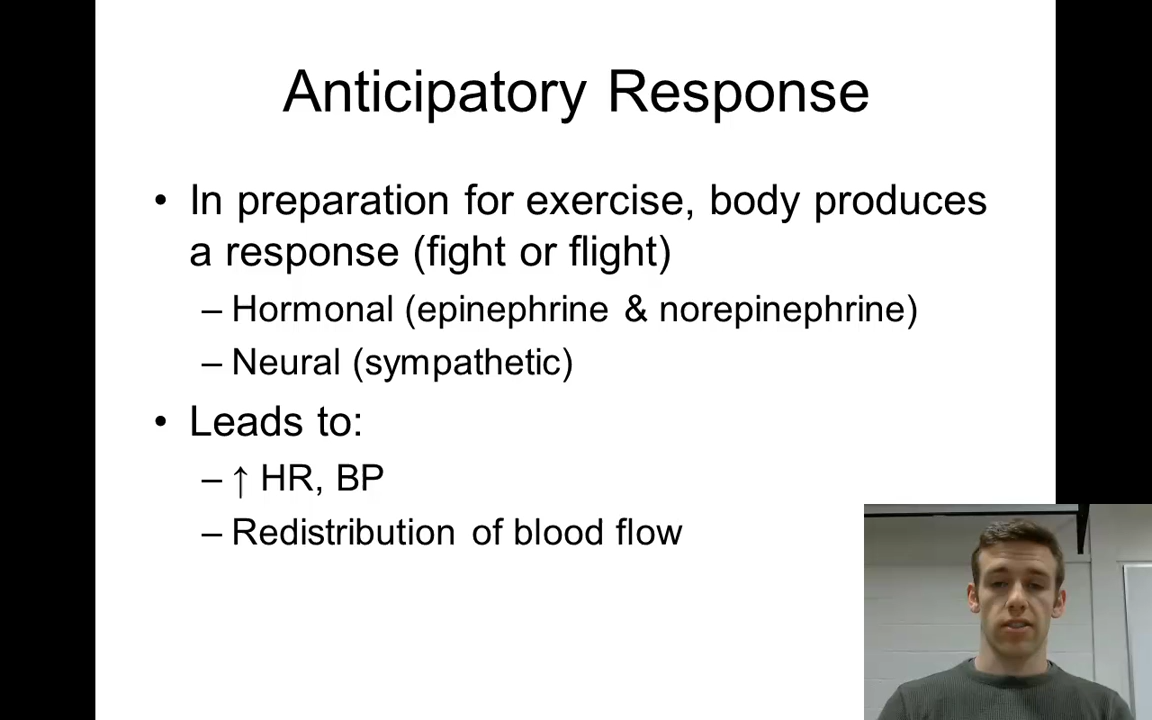 Anticipatory Response
• In preparation for exercise, body produces
a response (fight or flight)
– Hormonal (epinephrine & norepinephrine)
– Neural (sympathetic)
• Leads to:
– ↑ HR, BP
– Redistribution of blood flow